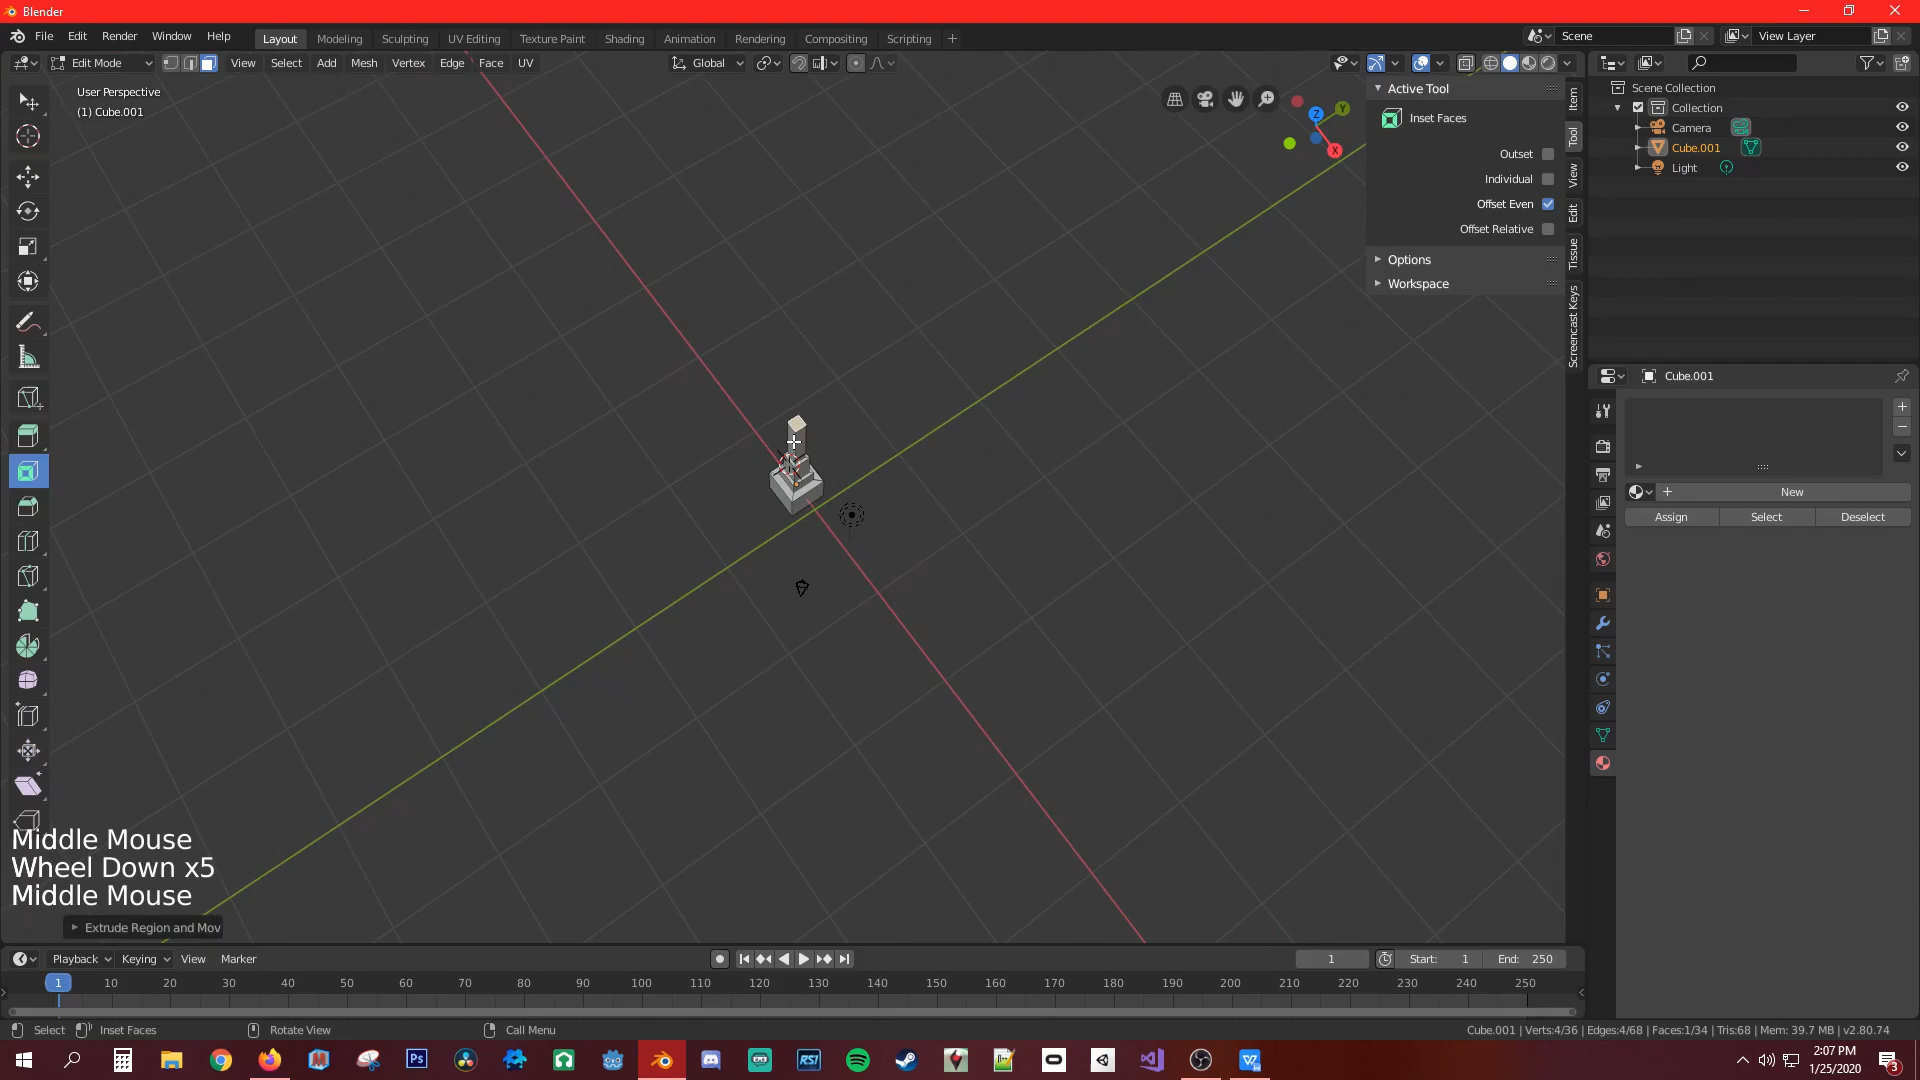 Blender
File Edit Render Window Help
Layout Modeling Sculpting UV Editing Texture Paint Shading Animation Rendering Compositing Scripting
Scene
View Layer
Edit Mode View Select Add Mesh Vertex Edge Face UV
Global
User Perspective
(1) Cube.001
Y
Z
X
Active Tool
Inset Faces
Outset
Individual
Offset Even
Offset Relative
Options
Workspace
Item
Tool
View
Edit
Tissue
Screencast Keys
Scene Collection
Collection
Camera
Cube.001
Light
Cube.001
New
Assign Select Deselect
Middle Mouse
Wheel Down x5
Middle Mouse
Extrude Region and Mov
Playback Keying View Marker
1
Start: 1
End: 250
1 10 20 30 40 50 60 70 80 90 100 110 120 130 140 150 160 170 180 190 200 210 220 230 240 250
Select Inset Faces Rotate View Call Menu
Cube.001 | Verts:4/36 | Edges:4/68 | Faces:1/34 | Tris:68 | Mem: 39.7 MB | v2.80.74
Ps
RSI
2:07 PM
1/25/2020
3